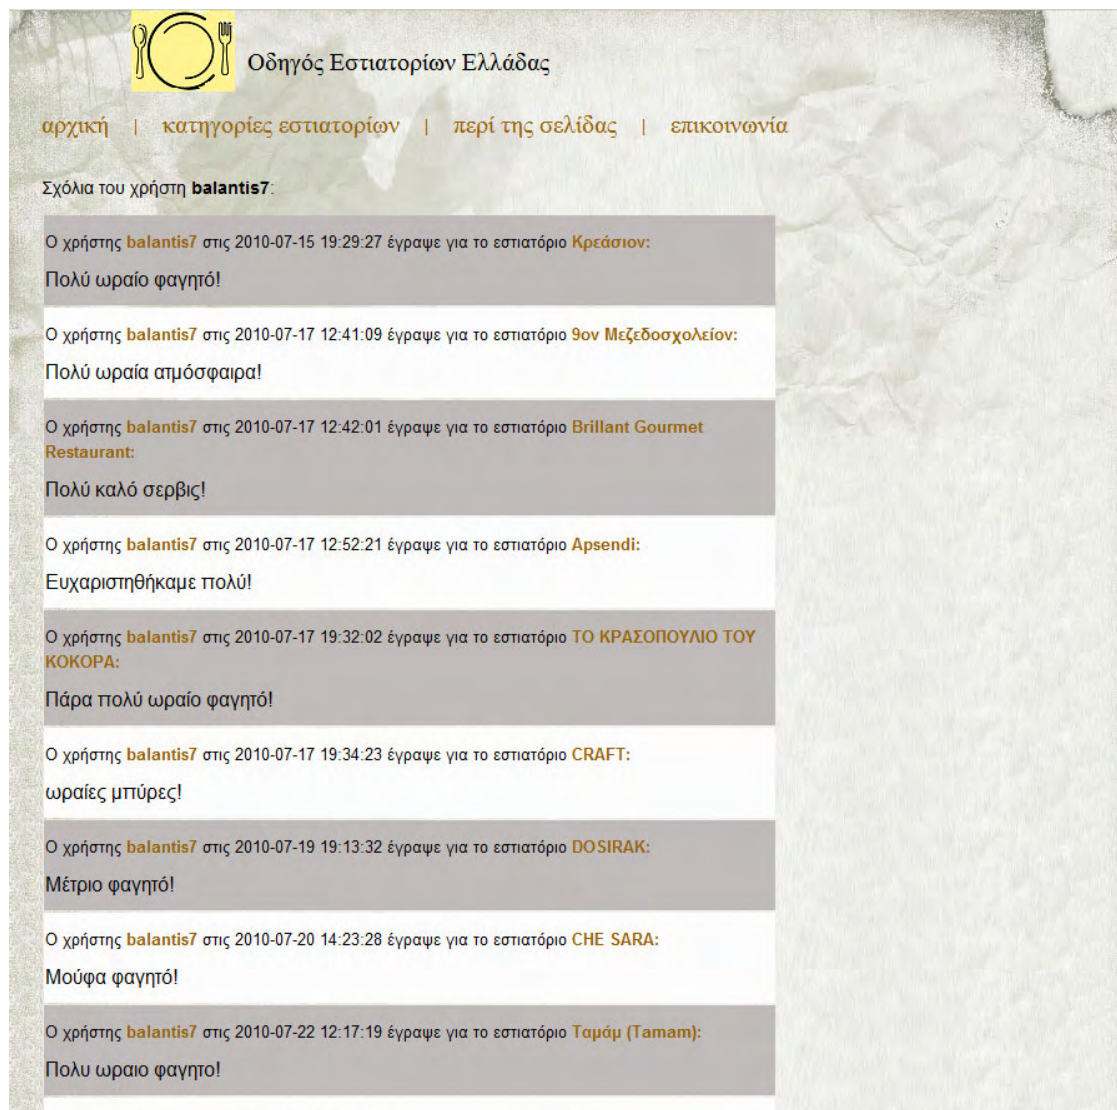 Οδηγός Εστιατορίων Ελλάδας
αρχική | κατηγορίες εστιατορίων | περί της σελίδας | επικοινωνία
Σχόλια του χρήστη balantis7:
Ο χρήστης balantis7 στις 2010-07-15 19:29:27 έγραψε για το εστιατόριο Κρεάσιον:
Πολύ ωραίο φαγητό!
Ο χρήστης balantis7 στις 2010-07-17 12:41:09 έγραψε για το εστιατόριο 9ον Μεζεδοσχολείον:
Πολύ ωραία ατμόσφαιρα!
Ο χρήστης balantis7 στις 2010-07-17 12:42:01 έγραψε για το εστιατόριο Brillant Gourmet
Restaurant:
Πολύ καλό σερβις!
Ο χρήστης balantis7 στις 2010-07-17 12:52:21 έγραψε για το εστιατόριο Apsendi:
Ευχαριστηθήκαμε πολύ!
Ο χρήστης balantis7 στις 2010-07-17 19:32:02 έγραψε για το εστιατόριο ΤΟ ΚΡΑΣΟΠΟΥΛΙΟ ΤΟΥ
ΚΟΚΟΡΑ:
Πάρα πολύ ωραίο φαγητό!
Ο χρήστης balantis7 στις 2010-07-17 19:34:23 έγραψε για το εστιατόριο CRAFT:
ωραίες μπύρες!
Ο χρήστης balantis7 στις 2010-07-19 19:13:32 έγραψε για το εστιατόριο DOSIRAK:
Μέτριο φαγητό!
Ο χρήστης balantis7 στις 2010-07-20 14:23:28 έγραψε για το εστιατόριο CHE SARA:
Μούφα φαγητό!
Ο χρήστης balantis7 στις 2010-07-22 12:17:19 έγραψε για το εστιατόριο Ταμάμ (Tamam):
Πολυ ωραιο φαγητο!